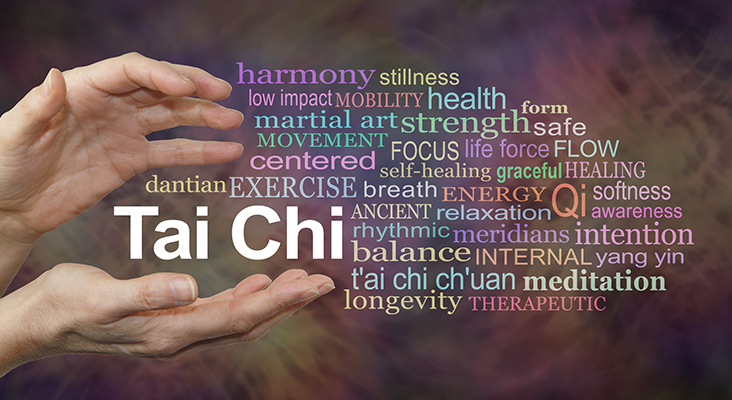 harmony stillness
low impact MOBILITY health form
martial art strength safe
MOVEMENT FOCUS life force FLOW
centered self-healing graceful HEALING
dantian EXERCISE breath ENERGY Qi softness
Tai Chi ANCIENT relaxation awareness
rhythmic meridians intention
balance INTERNAL yang yin
t'ai chi ch'uan meditation
longevity THERAPEUTIC